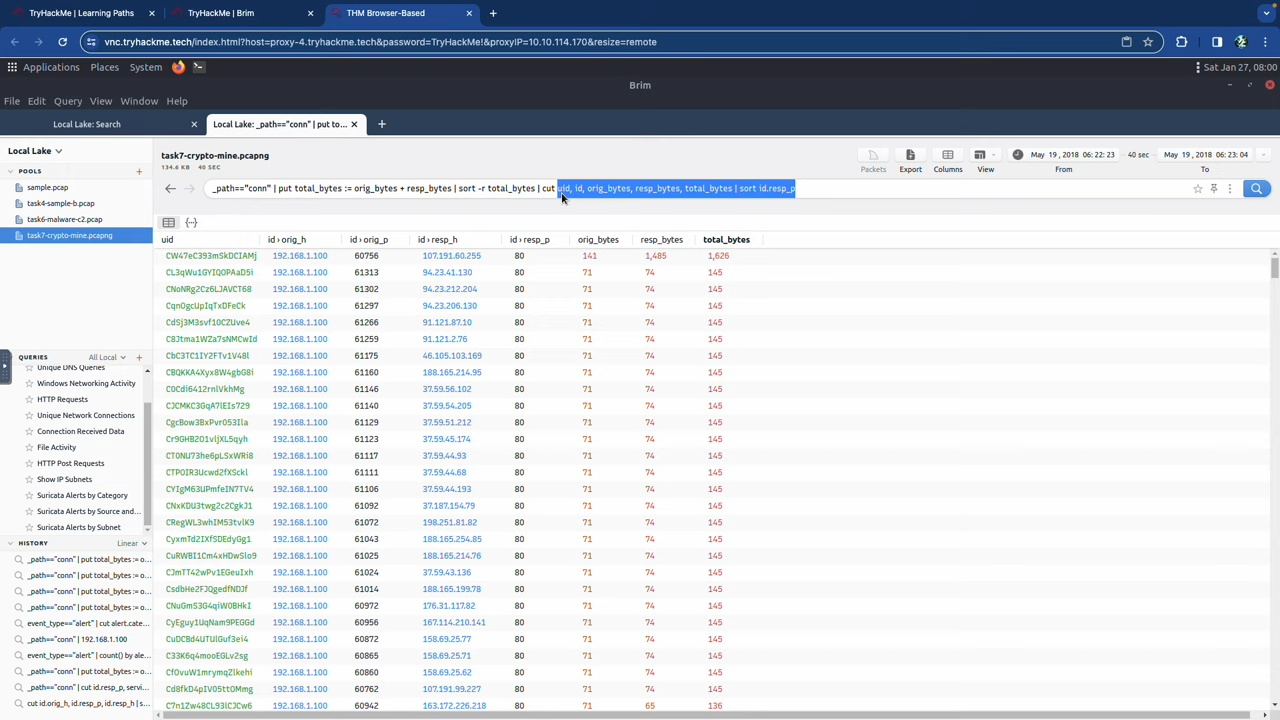 TryHackMe | Learning Paths
TryHackMe | Brim
THM Browser-Based
vnc.tryhackme.tech/index.html?host=proxy-4.tryhackme.tech&password=TryHackMe!&proxyIP=10.10.114.170&resize=remote
Applications Places System Sat Jan 27, 08:00
Brim
File Edit Query View Window Help
Local Lake: Search
Local Lake: _path=="conn" | put to...
Local Lake
POOLS
sample.pcap
task4-sample-b.pcap
task6-malware-c2.pcap
task7-crypto-mine.pcapng
QUERIES All Local
Unique DNS Queries
Windows Networking Activity
HTTP Requests
Unique Network Connections
Connection Received Data
File Activity
HTTP Post Requests
Show IP Subnets
Suricata Alerts by Category
Suricata Alerts by Source and...
Suricata Alerts by Subnet
HISTORY Linear
_path=="conn" | put total_bytes := o...
_path=="conn" | put total_bytes := o...
_path=="conn" | put total_bytes := o...
_path=="conn" | put total_bytes := o...
event_type=="alert" | cut alert.cate...
_path=="conn" | 192.168.1.100
event_type=="alert" | count() by ale...
_path=="conn" | put total_bytes := o...
_path=="conn" | cut id.resp_p, servi...
cut id.orig_h, id.resp_p, id.resp_h | s...
task7-crypto-mine.pcapng
134.6 KB 40 SEC
Packets Export Columns View
May 19 , 2018 06:22:23 40 sec May 19 , 2018 06:23:04
From To
_path=="conn" | put total_bytes := orig_bytes + resp_bytes | sort -r total_bytes | cut uid, id, orig_bytes, resp_bytes, total_bytes | sort id.resp_p
{···}
uid id › orig_h id › orig_p id › resp_h id › resp_p orig_bytes resp_bytes total_bytes
CW47eC393mSkDCIAMj 192.168.1.100 60756 107.191.60.255 80 141 1,485 1,626
CL3qWu1GYIQ0PAaD5i 192.168.1.100 61313 94.23.41.130 80 71 74 145
CNoNRg2Cz6LJAVCT68 192.168.1.100 61302 94.23.212.204 80 71 74 145
CqnOgcUpIqTxDFeCk 192.168.1.100 61297 94.23.206.130 80 71 74 145
CdSj3M3svf10CZUve4 192.168.1.100 61266 91.121.87.10 80 71 74 145
C8Jtma1WZa7sNMCwId 192.168.1.100 61259 91.121.2.76 80 71 74 145
CbC3TC1IY2FTv1V48l 192.168.1.100 61175 46.105.103.169 80 71 74 145
CBQKKA4Xyx8W4gbG8i 192.168.1.100 61160 188.165.214.95 80 71 74 145
C0Cdi6412rnlVkhMg 192.168.1.100 61146 37.59.56.102 80 71 74 145
CJCMKC3GqA7lEIs729 192.168.1.100 61140 37.59.54.205 80 71 74 145
CgcBow3BxPvr053Ila 192.168.1.100 61129 37.59.51.212 80 71 74 145
Cr9GHB2O1vljXL5qyh 192.168.1.100 61123 37.59.45.174 80 71 74 145
CT0NU73he6pLSxWRi8 192.168.1.100 61117 37.59.44.93 80 71 74 145
CTPOIR3Ucwd2fXSckl 192.168.1.100 61111 37.59.44.68 80 71 74 145
CYIgM63UPmfeIN7TV4 192.168.1.100 61106 37.59.44.193 80 71 74 145
CNxKDU3twg2c2CgkJ1 192.168.1.100 61092 37.187.154.79 80 71 74 145
CRegWL3whIM53tvlK9 192.168.1.100 61072 198.251.81.82 80 71 74 145
CyxmTd2IXfSDEdyGg1 192.168.1.100 61043 188.165.254.85 80 71 74 145
CuRWBI1Cm4xHDwSlo9 192.168.1.100 61025 188.165.214.76 80 71 74 145
CJmTT42wPv1EGeuIxh 192.168.1.100 61024 37.59.43.136 80 71 74 145
CsdbHe2FJQgedfNDJf 192.168.1.100 61014 188.165.199.78 80 71 74 145
CNuGmS3G4qiW0BHkI 192.168.1.100 60972 176.31.117.82 80 71 74 145
CyEguy1UqNam9PEGGd 192.168.1.100 60956 167.114.210.141 80 71 74 145
CuDCBd4UTUlGuf3ei4 192.168.1.100 60872 158.69.25.77 80 71 74 145
C33K6q4mooEGLv2sg 192.168.1.100 60865 158.69.25.71 80 71 74 145
CfOvuW1mrymqZlkehi 192.168.1.100 60860 158.69.25.62 80 71 74 145
Cd8fkD4pIV05ttOMmg 192.168.1.100 60762 107.191.99.227 80 71 74 145
C7n1Zw48CL93lCJCw6 192.168.1.100 60942 163.172.226.218 80 71 65 136